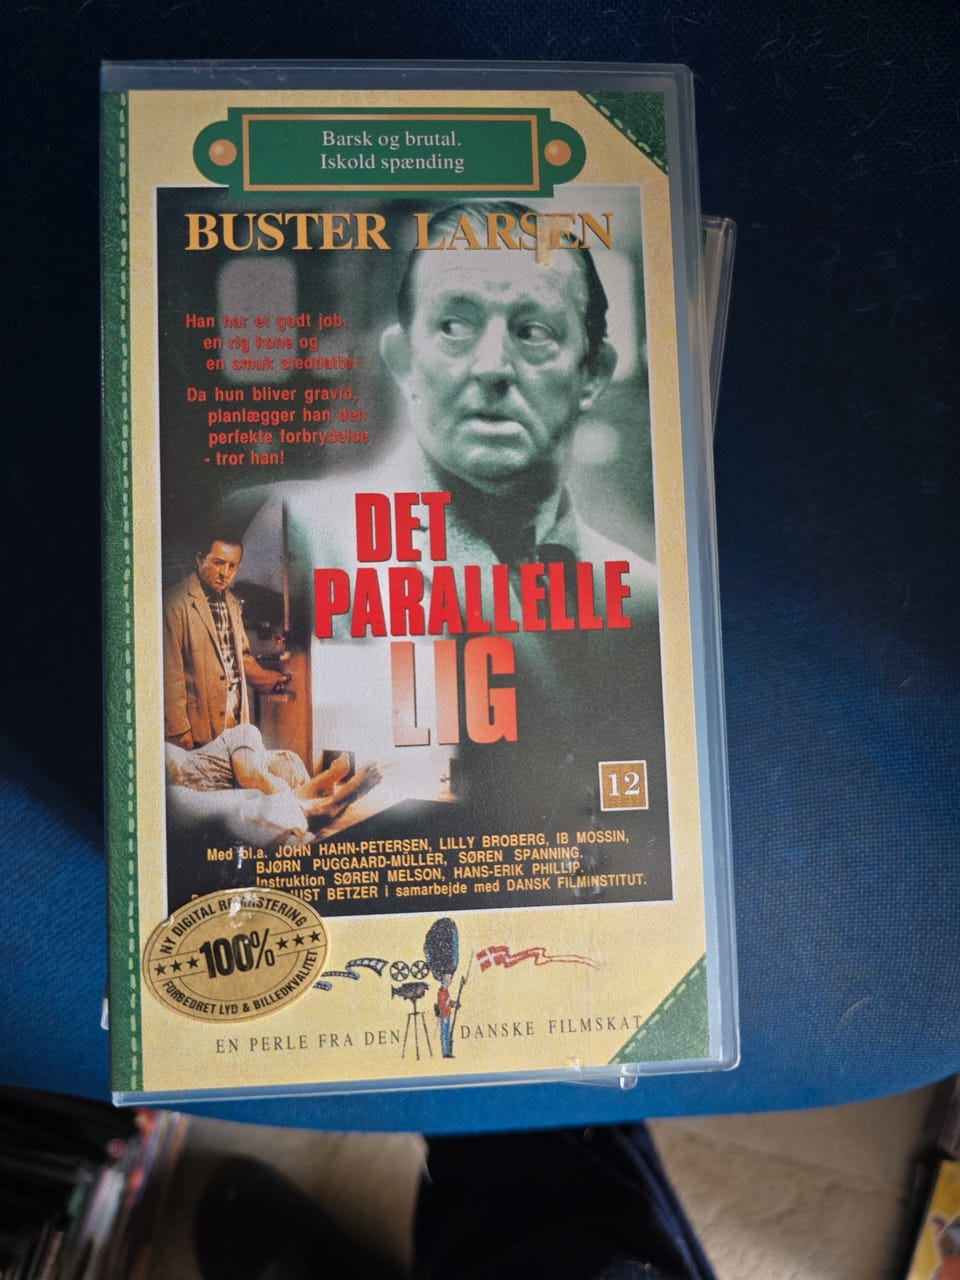 Barsk og brutal.
Iskold spænding
BUSTER LARSEN
Han har et godt job,
en rig kone og
en smuk steddatter
Da hun bliver gravid,
planlægger han den
perfekte forbrydelse
- tror han!
DET
PARALLELLE
LIG
12
Med bl.a. JOHN HAHN-PETERSEN, LILLY BROBERG, IB MOSSIN,
BJØRN PUGGAARD-MÜLLER, SØREN SPANNING.
Instruktion SØREN MELSON, HANS-ERIK PHILLIP.
JUST BETZER i samarbejde med DANSK FILMINSTITUT.
NY DIGITAL REMASTERING
100%
FORBEDRET LYD & BILLEDKVALITET
EN PERLE FRA DEN DANSKE FILMSKAT